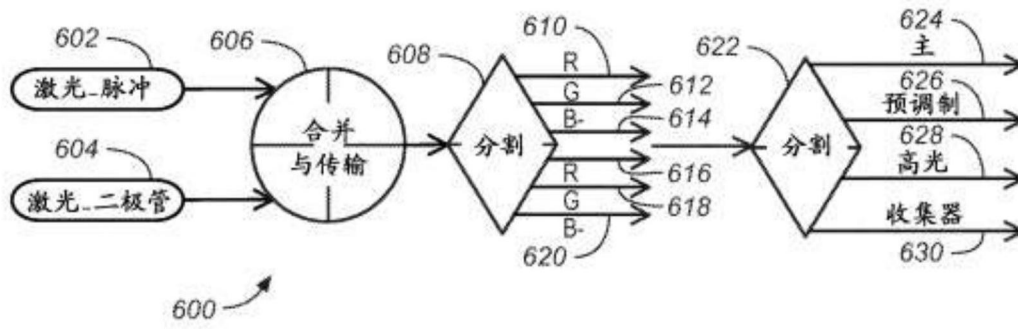 602
激光_脉冲
604
激光_二极管
606
合并
与传输
608
分割
610
R
612
G
614
B-
616
R
618
G
620
B-
622
分割
624
主
626
预调制
628
高光
收集器
630
600